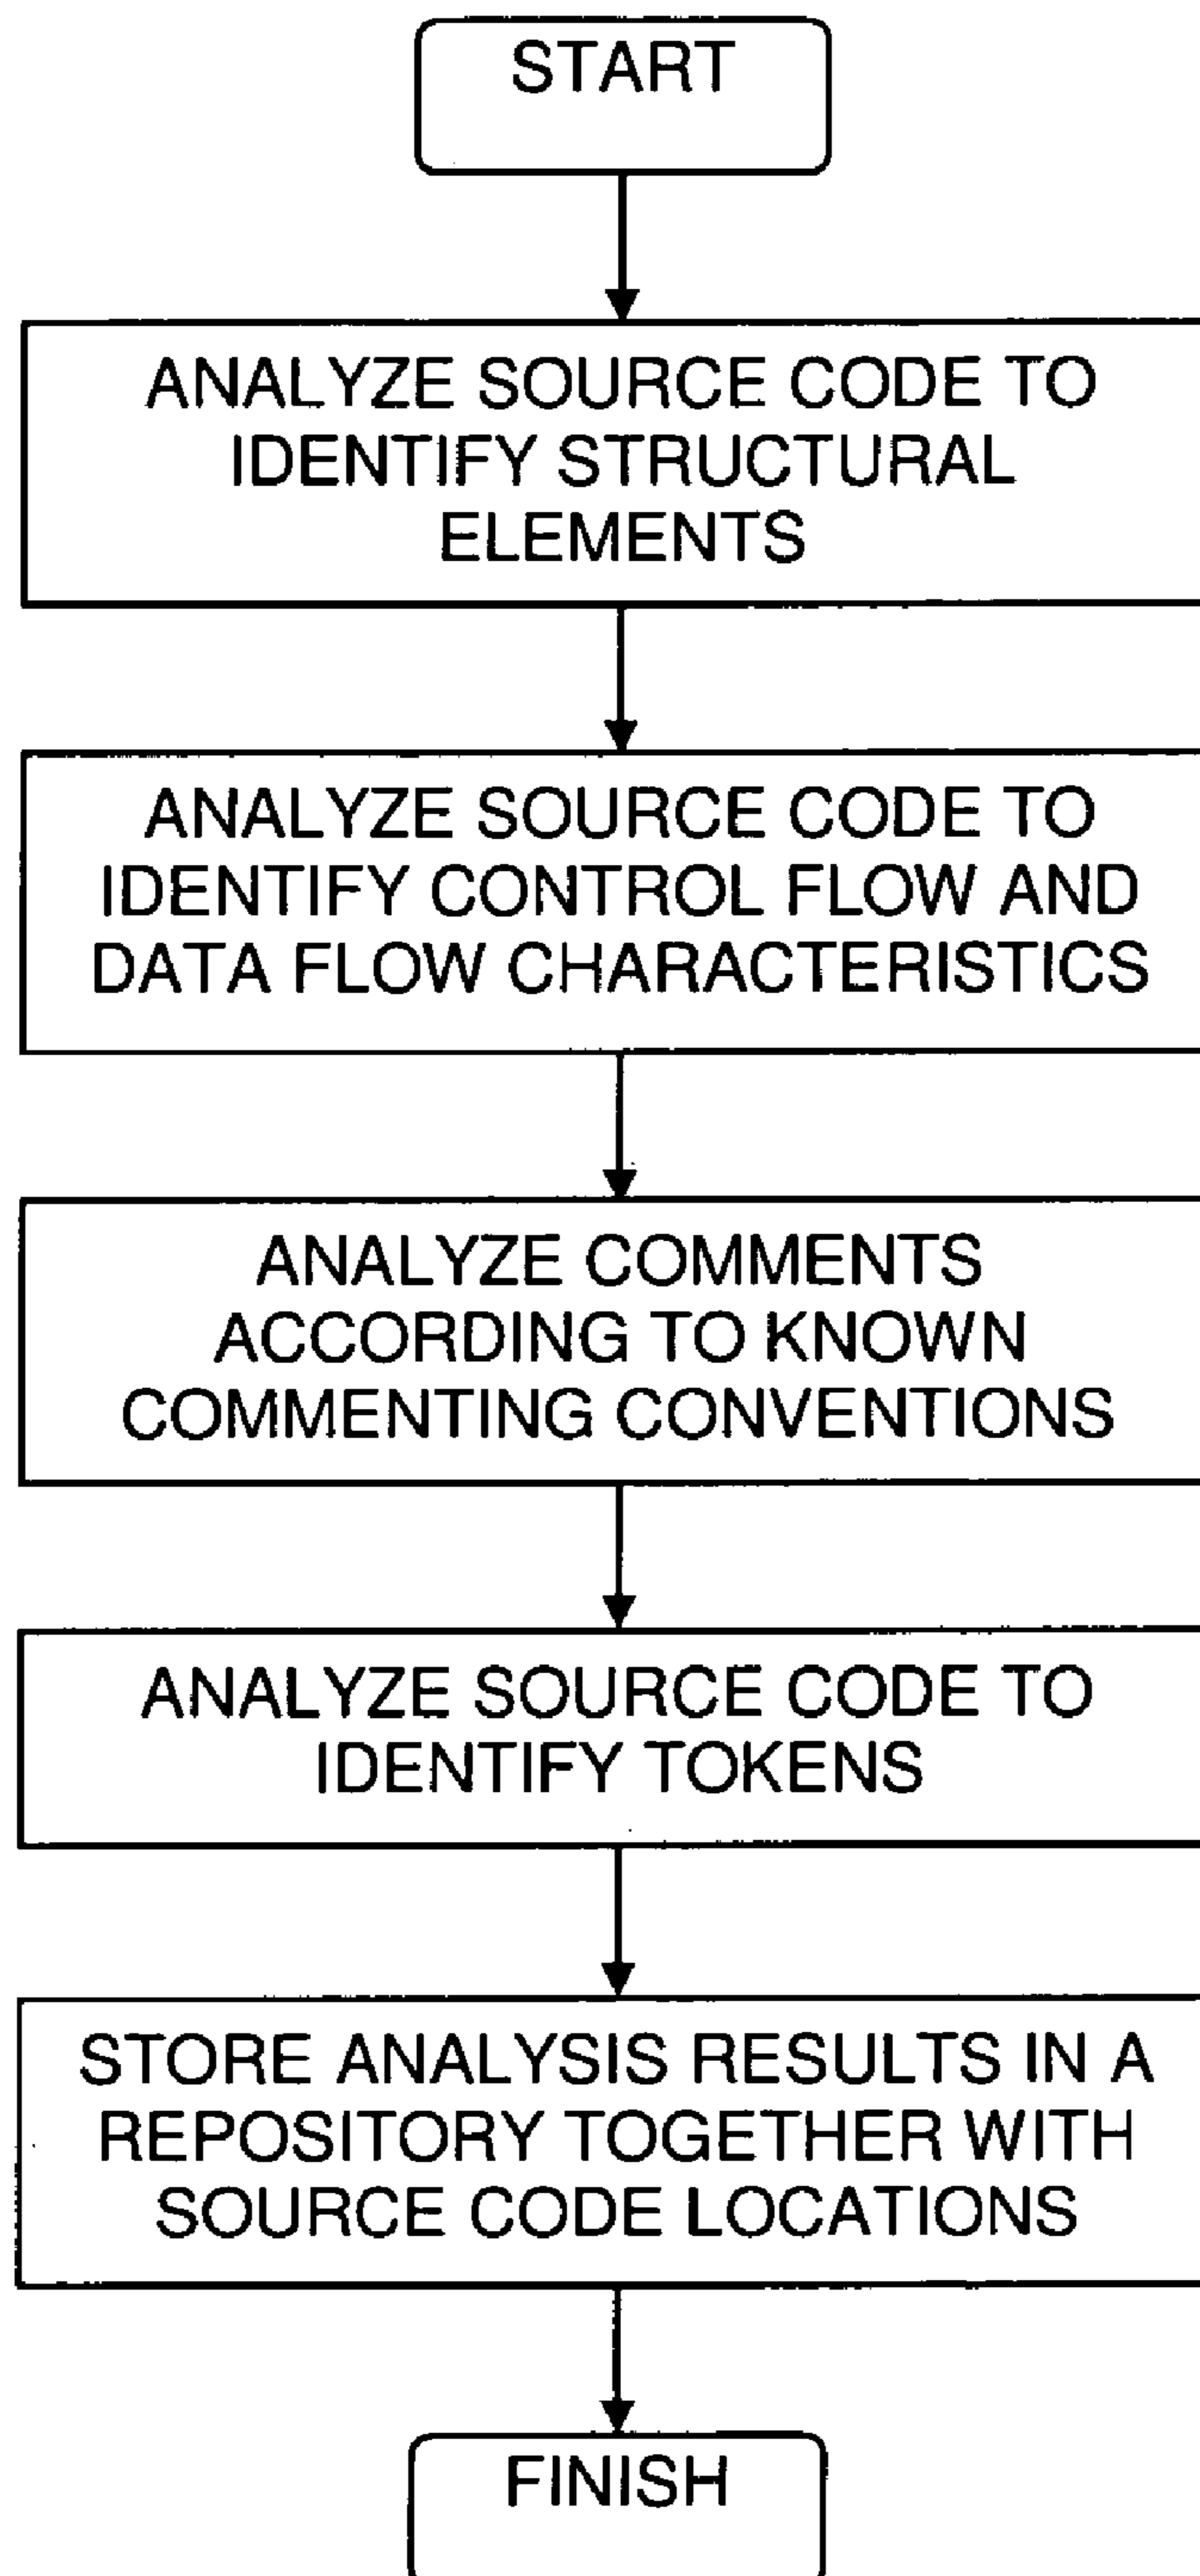 START
ANALYZE SOURCE CODE TO
IDENTIFY STRUCTURAL
ELEMENTS
ANALYZE SOURCE CODE TO
IDENTIFY CONTROL FLOW AND
DATA FLOW CHARACTERISTICS
ANALYZE COMMENTS
ACCORDING TO KNOWN
COMMENTING CONVENTIONS
ANALYZE SOURCE CODE TO
IDENTIFY TOKENS
STORE ANALYSIS RESULTS IN A
REPOSITORY TOGETHER WITH
SOURCE CODE LOCATIONS
FINISH